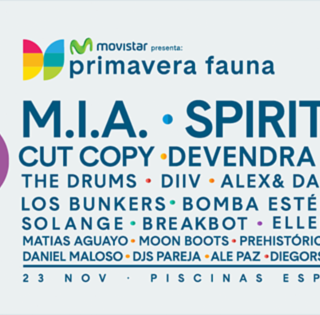 movistar presenta:
primavera fauna
M.I.A. • SPIRIT
CUT COPY • DEVENDRA
THE DRUMS • DIIV • ALEX& DA
LOS BUNKERS • BOMBA ESTÉ
SOLANGE • BREAKBOT • ELLE
MATIAS AGUAYO • MOON BOOTS • PREHISTÓRIC
DANIEL MALOSO • DJS PAREJA • ALE PAZ • DIEGORS
23 NOV · PISCINAS ESP